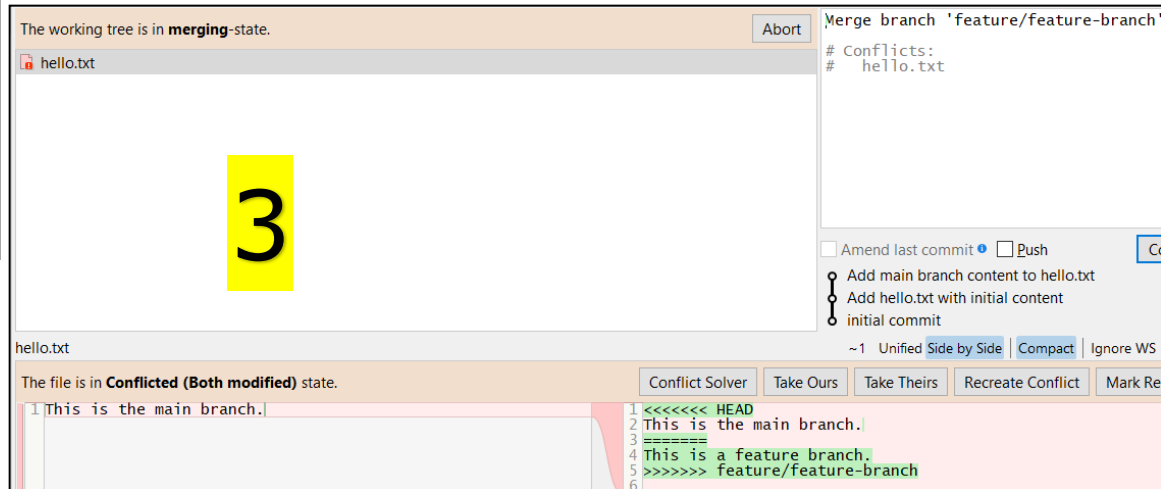 The working tree is in merging-state.
Abort
hello.txt
3
Merge branch 'feature/feature-branch'
# Conflicts:
#   hello.txt
Amend last commit
Push
Add main branch content to hello.txt
Add hello.txt with initial content
initial commit
hello.txt
~1 Unified Side by Side Compact Ignore WS
The file is in Conflicted (Both modified) state.
Conflict Solver Take Ours Take Theirs Recreate Conflict Mark Re
1 This is the main branch.
1 <<<<<<< HEAD
2 This is the main branch.
3 =======
4 This is a feature branch.
5 >>>>>>> feature/feature-branch
6